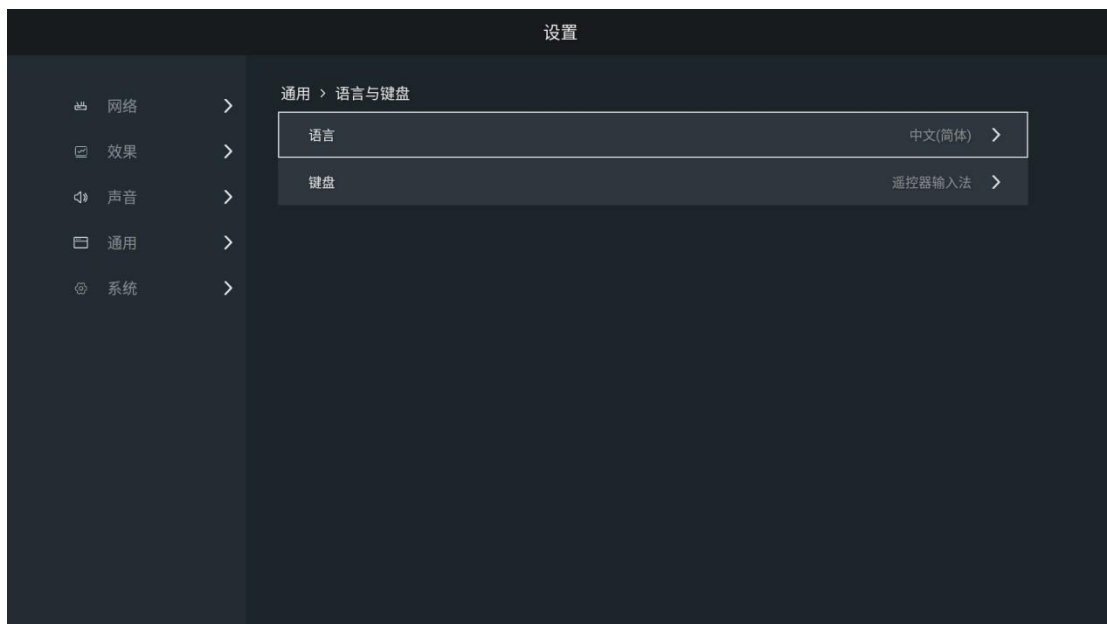 设置
网络
效果
声音
通用
系统
通用 > 语言与键盘
语言 中文(简体)
键盘 遥控器输入法